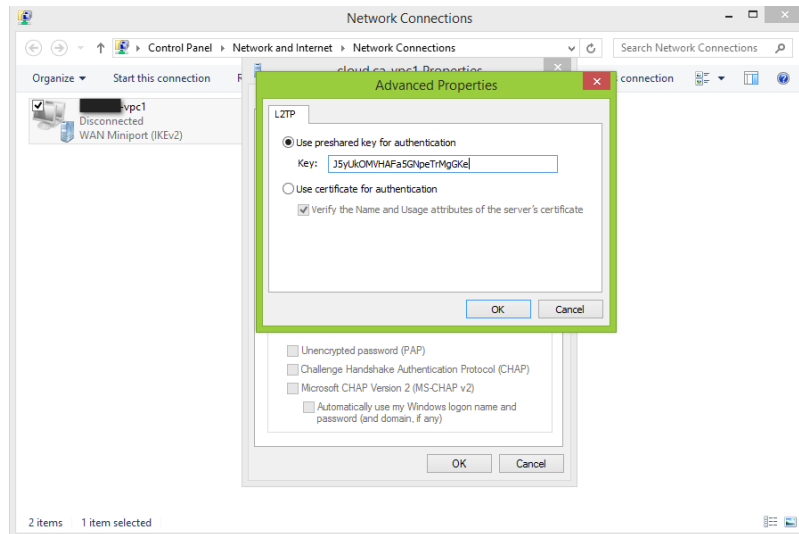 Network Connections
Control Panel Network and Internet Network Connections
Search Network Connections
Organize
Start this connection
connection
cloud.ca-vpc1 Properties
Advanced Properties
-vpc1
Disconnected
WAN Miniport (IKEv2)
L2TP
Use preshared key for authentication
Key: J5yUkOMVHAFa5GNpeTrMgGKe
Use certificate for authentication
Verify the Name and Usage attributes of the server's certificate
OK Cancel
Unencrypted password (PAP)
Challenge Handshake Authentication Protocol (CHAP)
Microsoft CHAP Version 2 (MS-CHAP v2)
Automatically use my Windows logon name and
password (and domain, if any)
OK Cancel
2 items 1 item selected